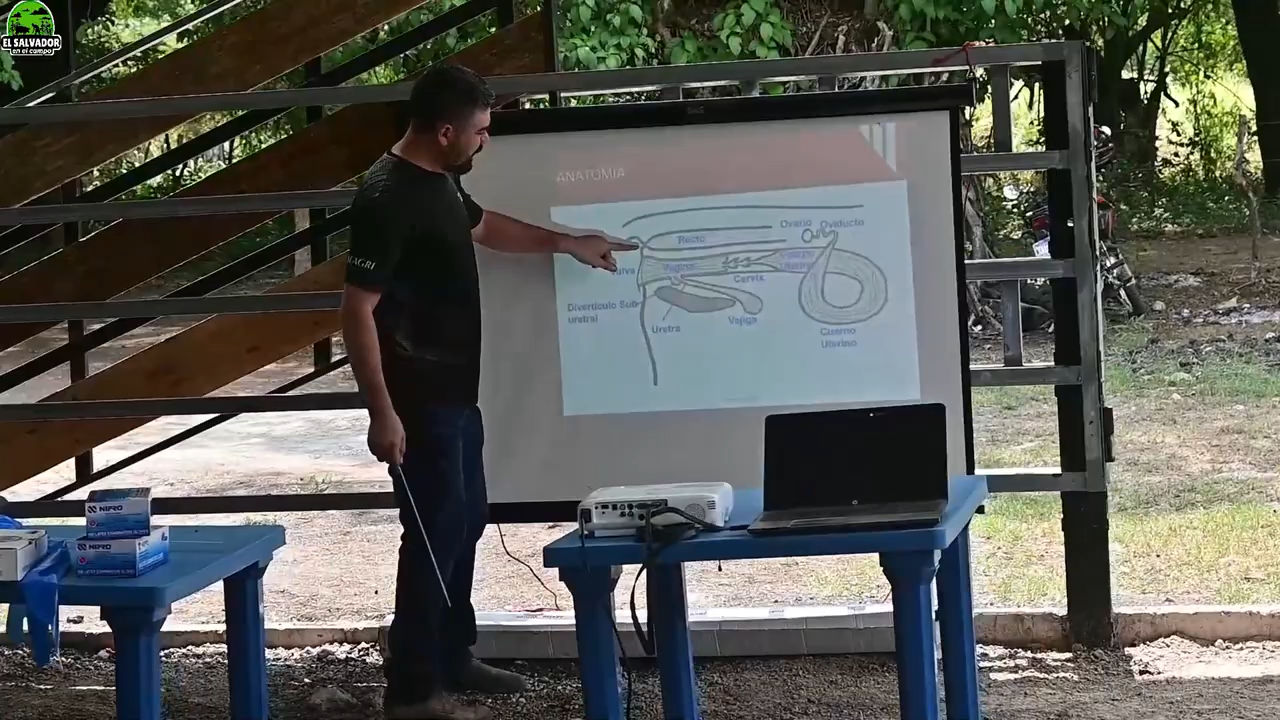 EL SALVADOR
en el campo
ANATOMIA
Ovario Oviducto
Recto
Vulva
Vagina
Cervix
Divertículo Sub-
uretral
Uretra
Vejiga
Cuerno
Uterino
NIPRO
NIPRO